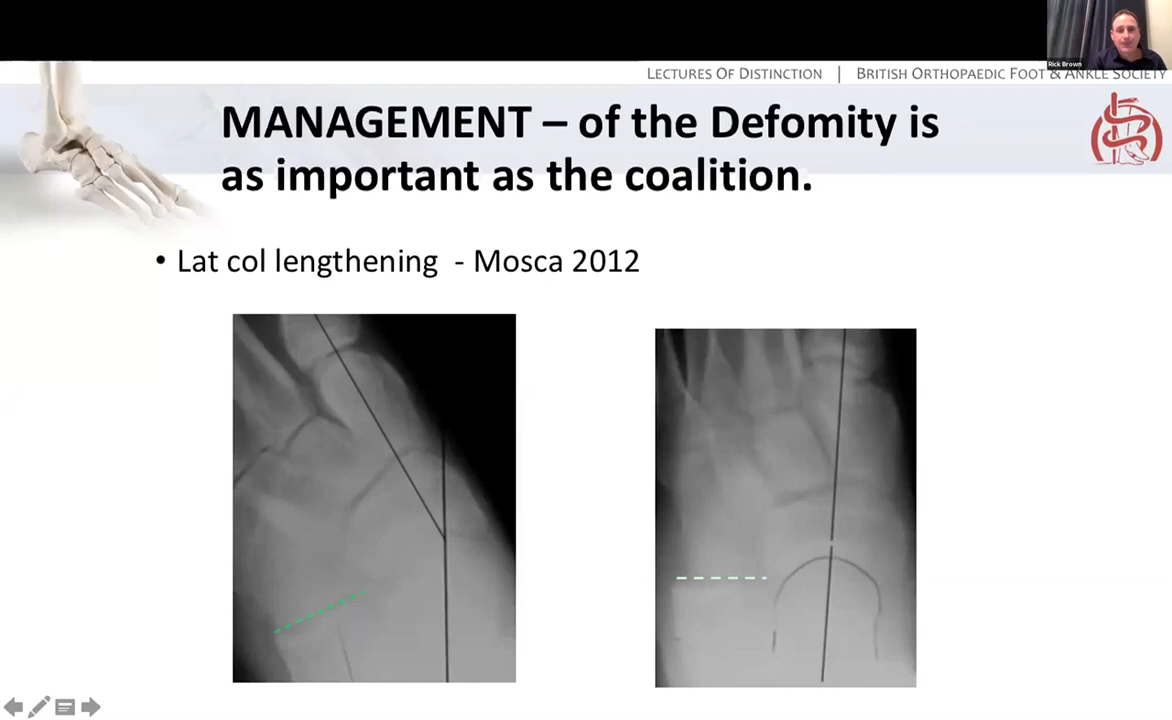 Rick Brown
LECTURES OF DISTINCTION | BRITISH ORTHOPAEDIC FOOT & ANKLE SOCIETY
MANAGEMENT – of the Defomity is
as important as the coalition.
• Lat col lengthening - Mosca 2012